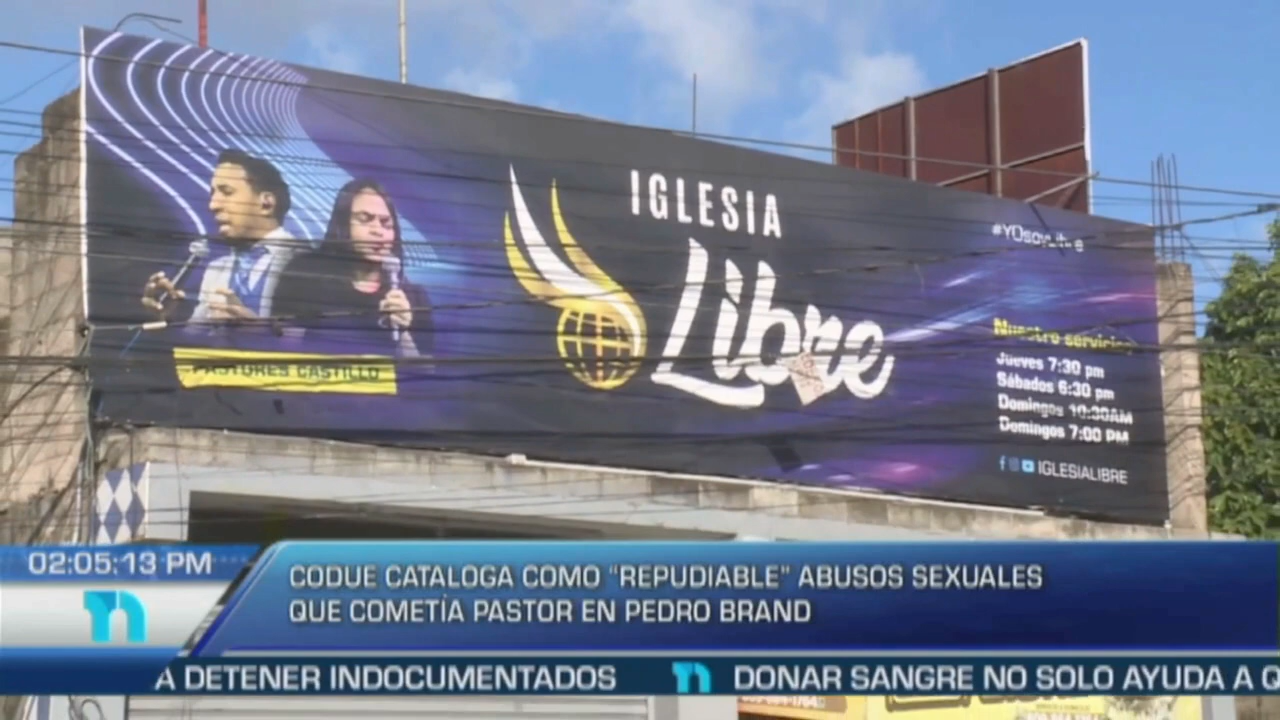 IGLESIA
Libre
#YOsoyLibre
PASTORES CASTILLO
Nuestro servicios
Jueves 7:30 pm
Sábados 6:30 pm
Domingos 10:30AM
Domingos 7:00 PM
IGLESIALIBRE
02:05:13 PM
CODUE CATALOGA COMO "REPUDIABLE" ABUSOS SEXUALES
QUE COMETÍA PASTOR EN PEDRO BRAND
n
A DETENER INDOCUMENTADOS n DONAR SANGRE NO SOLO AYUDA A Q